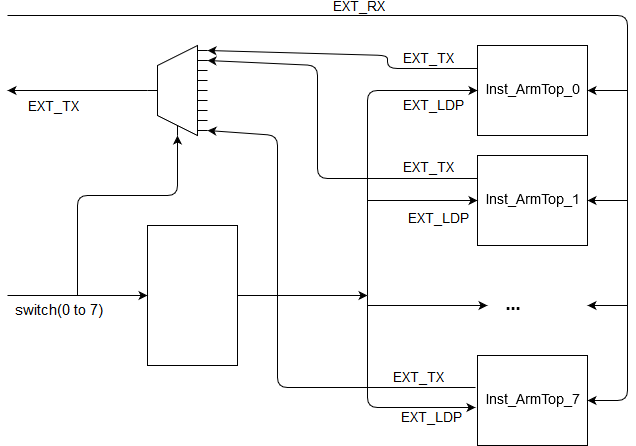 EXT_RX
EXT_TX
Inst_ArmTop_0
EXT_TX
EXT_LDP
EXT_TX
Inst_ArmTop_1
EXT_LDP
switch(0 to 7)
...
EXT_TX
Inst_ArmTop_7
EXT_LDP